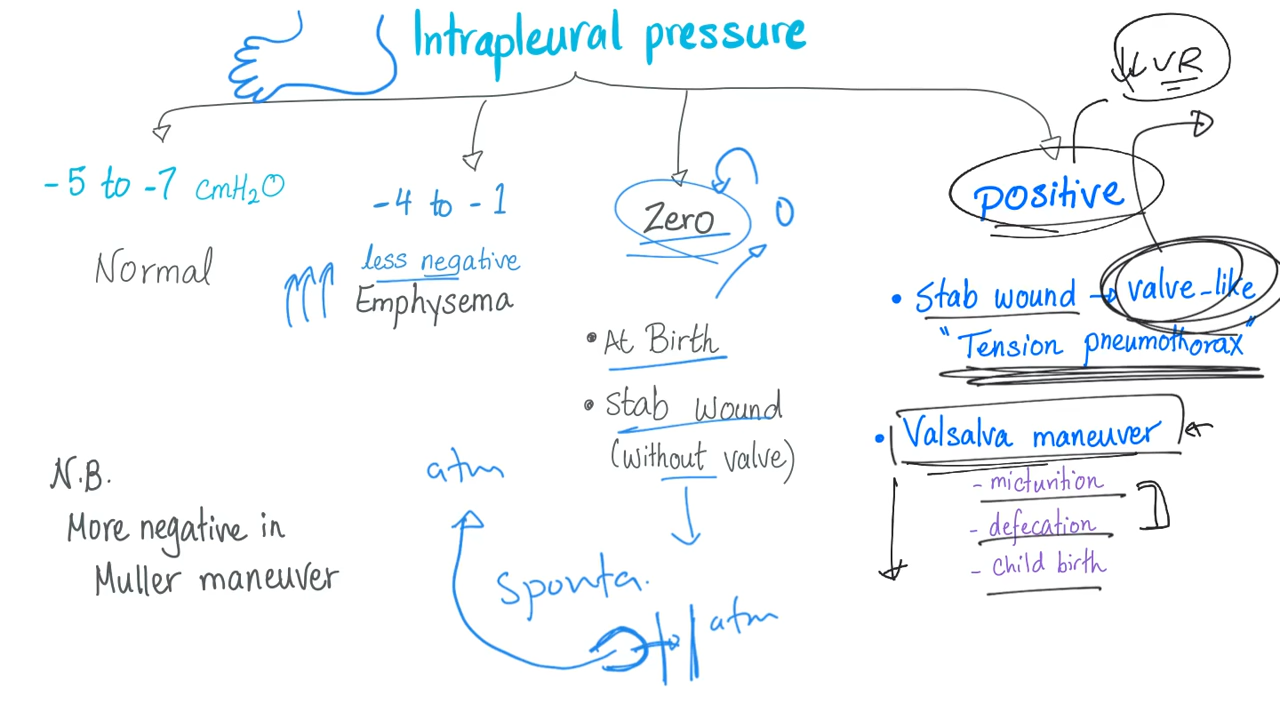 Intrapleural pressure
↓↓ VR
-5 to -7 cmH2O
Normal
-4 to -1
less negative
↑↑↑ Emphysema
Zero
0
• At Birth
• Stab wound
(without valve)
positive
• Stab wound → valve-like
"Tension pneumothorax"
• Valsalva maneuver
- micturition
- defecation
- child birth
N.B.
More negative in
Muller maneuver
atm
Sponta.
atm